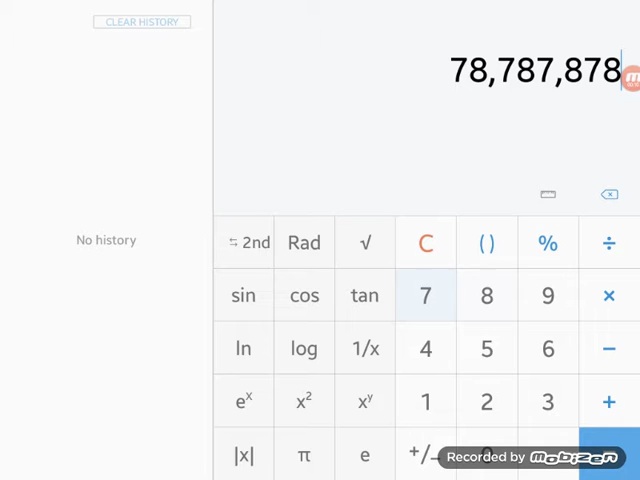 CLEAR HISTORY
78,787,878
No history
⇆ 2nd Rad √ C ( ) % ÷
sin cos tan 7 8 9 ×
ln log 1/x 4 5 6 −
eˣ x² xʸ 1 2 3 +
|x| π e +/−
Recorded by MOBIZEN